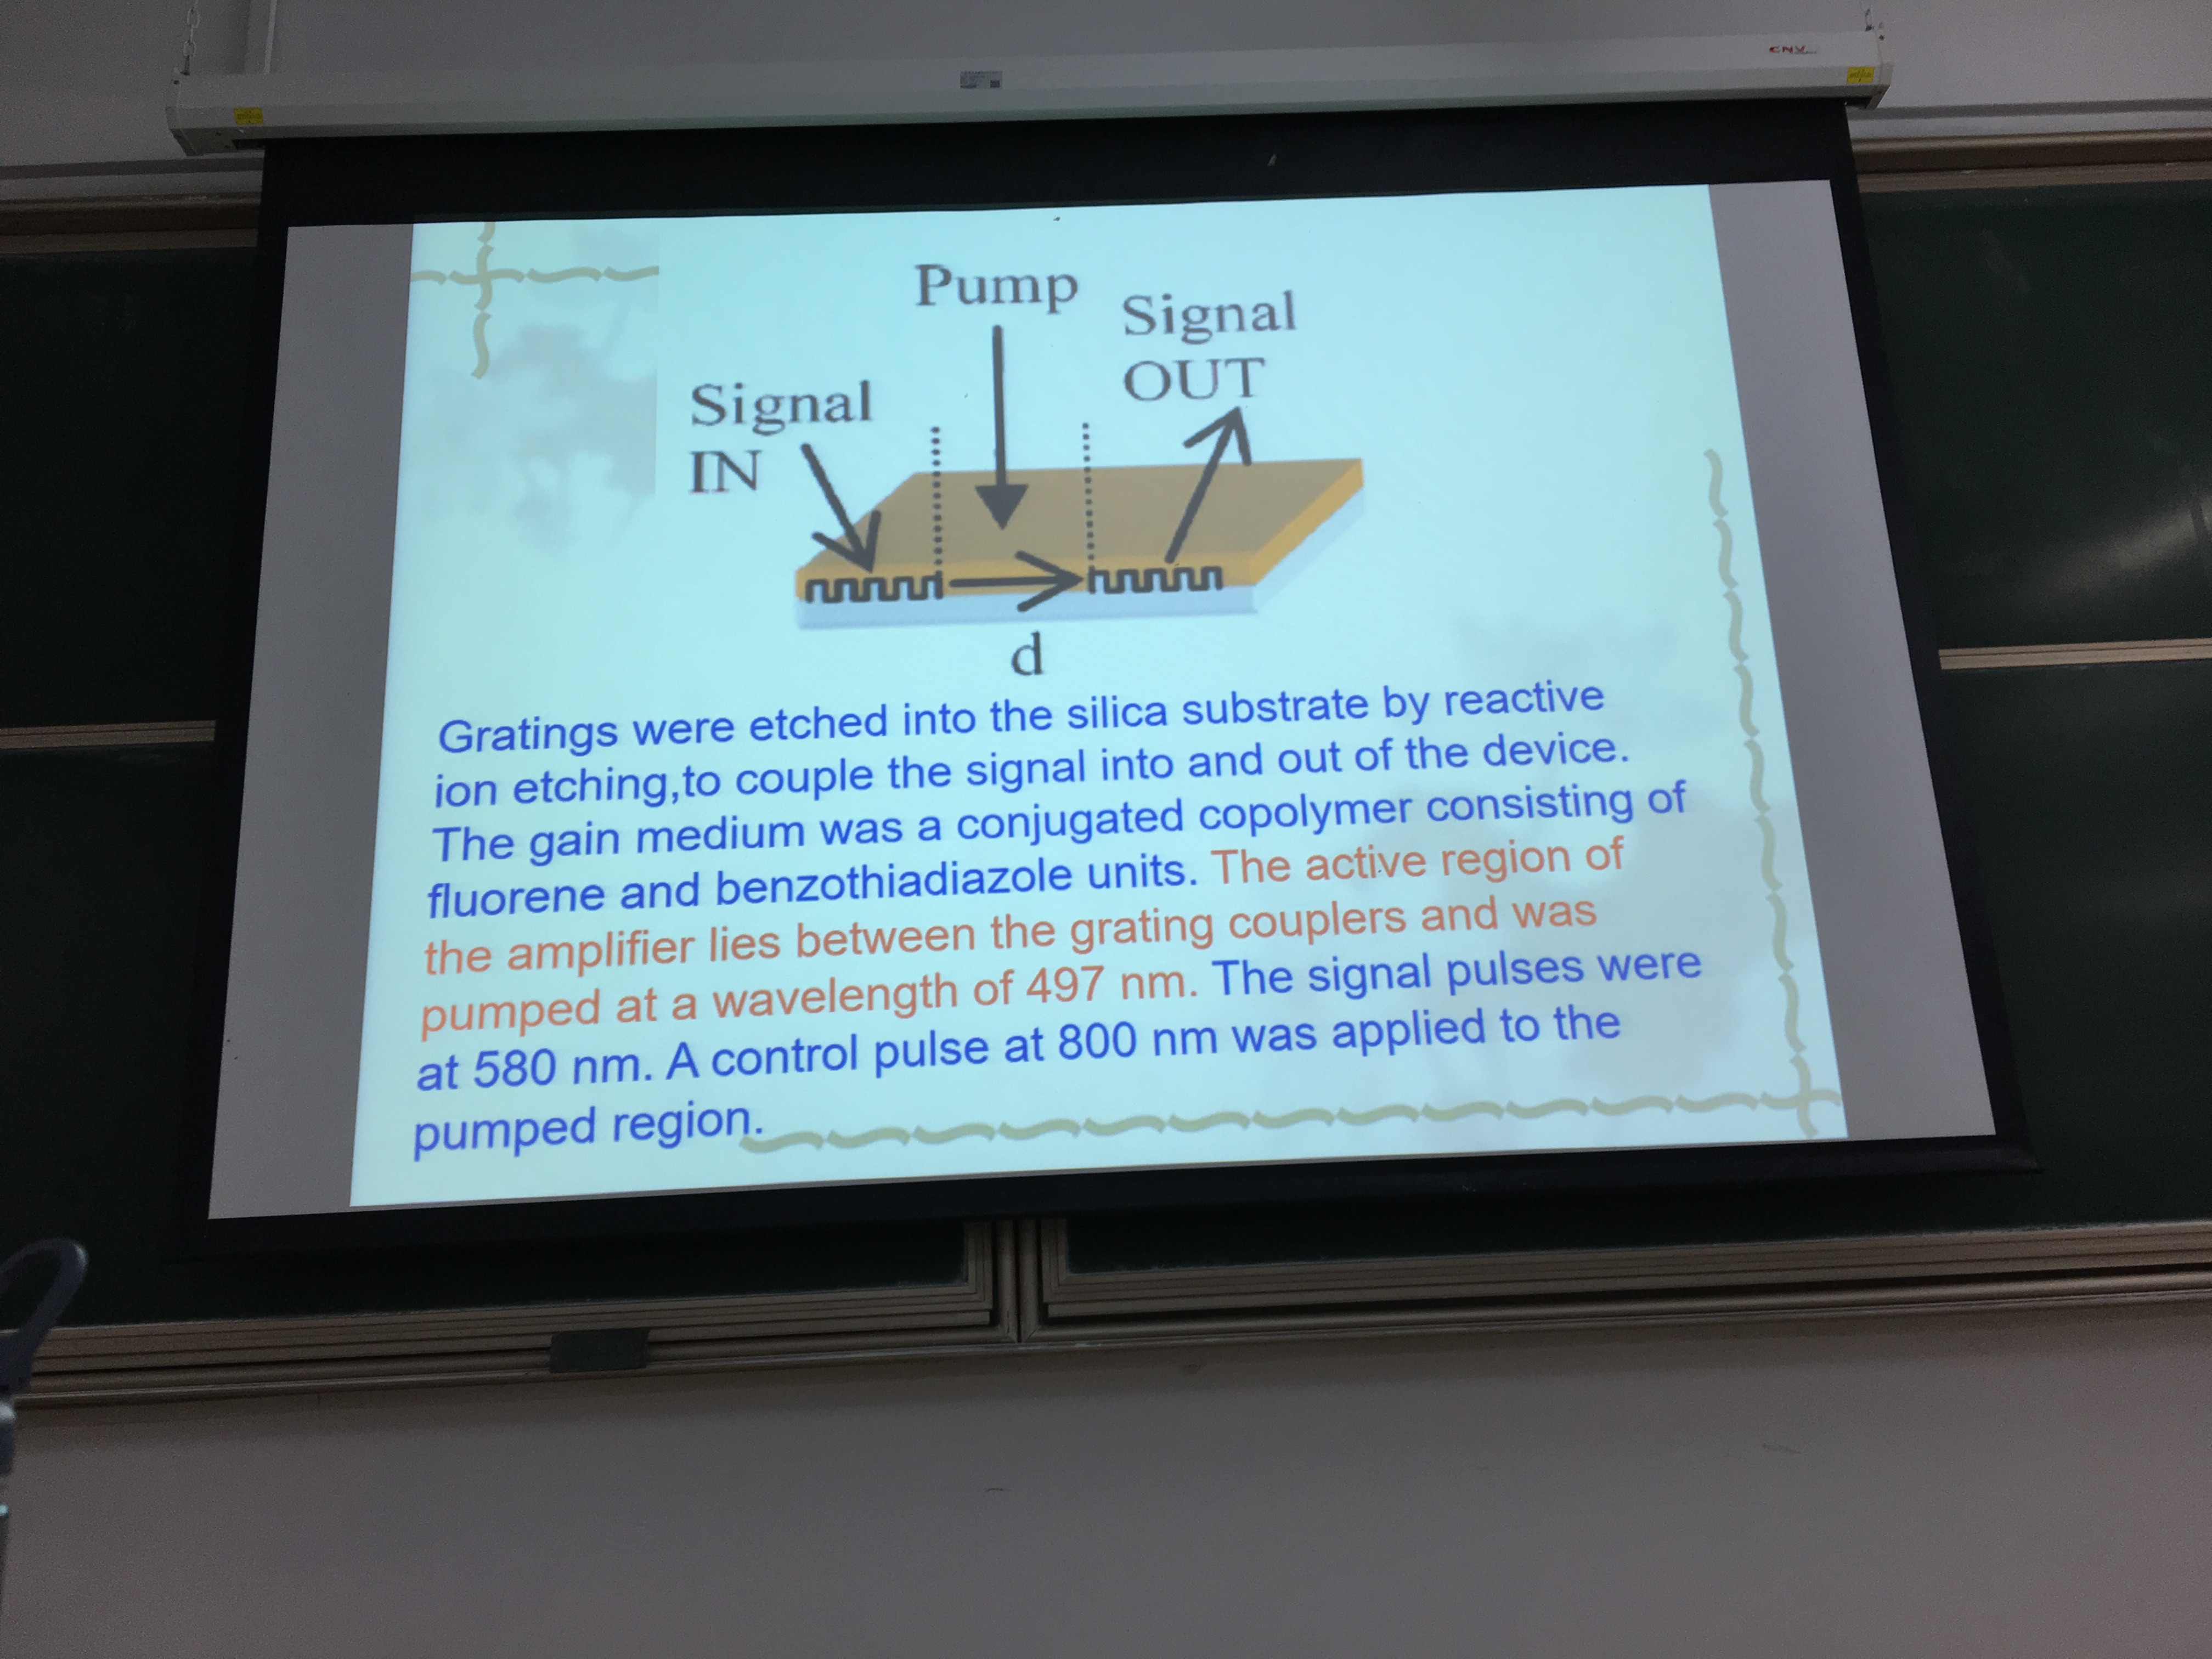 CNV
Pump
Signal
OUT
Signal
IN
d
Gratings were etched into the silica substrate by reactive
ion etching,to couple the signal into and out of the device.
The gain medium was a conjugated copolymer consisting of
fluorene and benzothiadiazole units. The active region of
the amplifier lies between the grating couplers and was
pumped at a wavelength of 497 nm. The signal pulses were
at 580 nm. A control pulse at 800 nm was applied to the
pumped region.